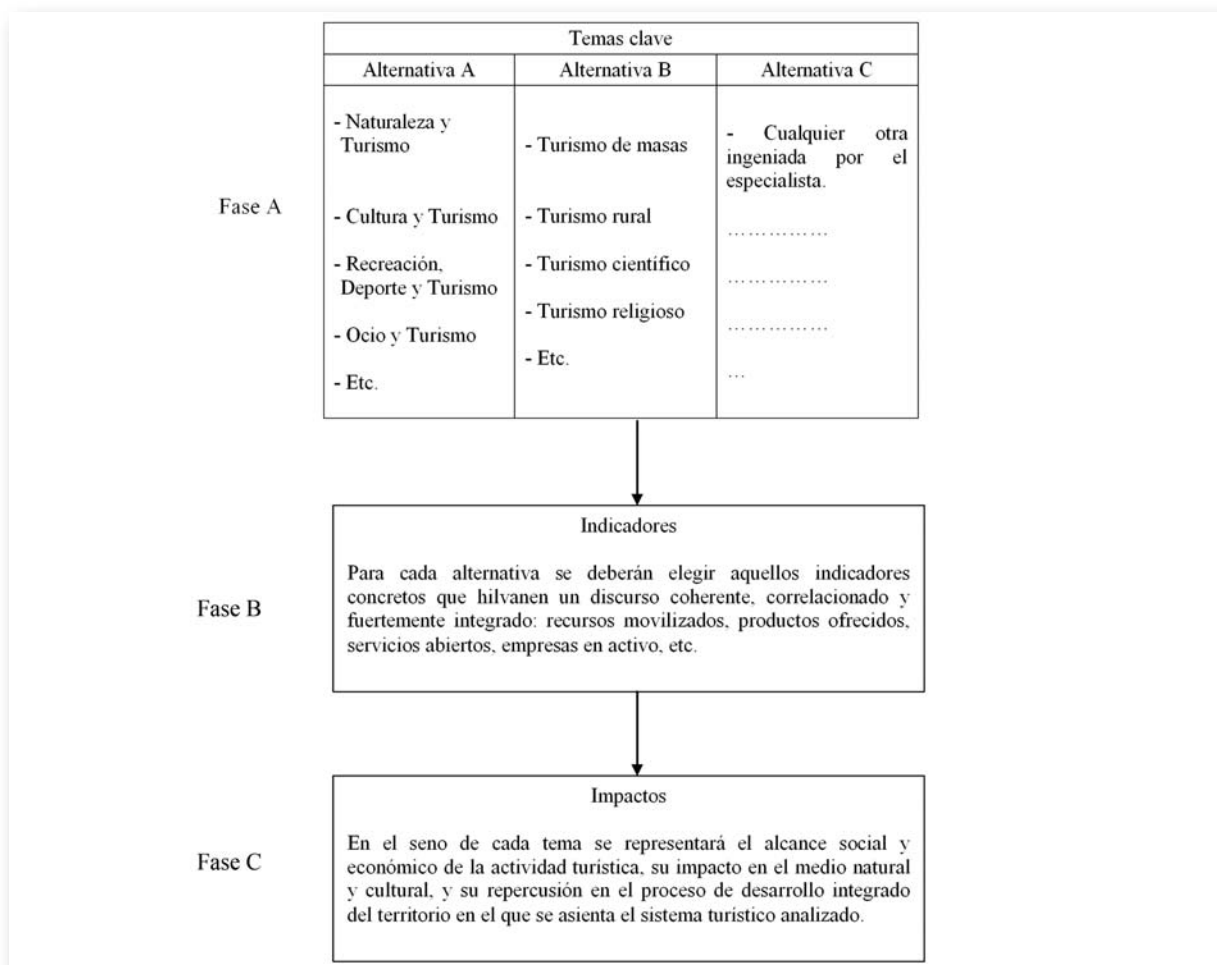 Temas clave
Alternativa A
Alternativa B
Alternativa C
Fase A
- Naturaleza y
Turismo
- Cultura y Turismo
- Recreación,
Deporte y Turismo
- Ocio y Turismo
- Etc.
- Turismo de masas
- Turismo rural
- Turismo científico
- Turismo religioso
- Etc.
- Cualquier otra
ingeniada por el
especialista.
……………
……………
……………
…
Fase B
Indicadores
Para cada alternativa se deberán elegir aquellos indicadores
concretos que hilvanen un discurso coherente, correlacionado y
fuertemente integrado: recursos movilizados, productos ofrecidos,
servicios abiertos, empresas en activo, etc.
Fase C
Impactos
En el seno de cada tema se representará el alcance social y
económico de la actividad turística, su impacto en el medio natural
y cultural, y su repercusión en el proceso de desarrollo integrado
del territorio en el que se asienta el sistema turístico analizado.